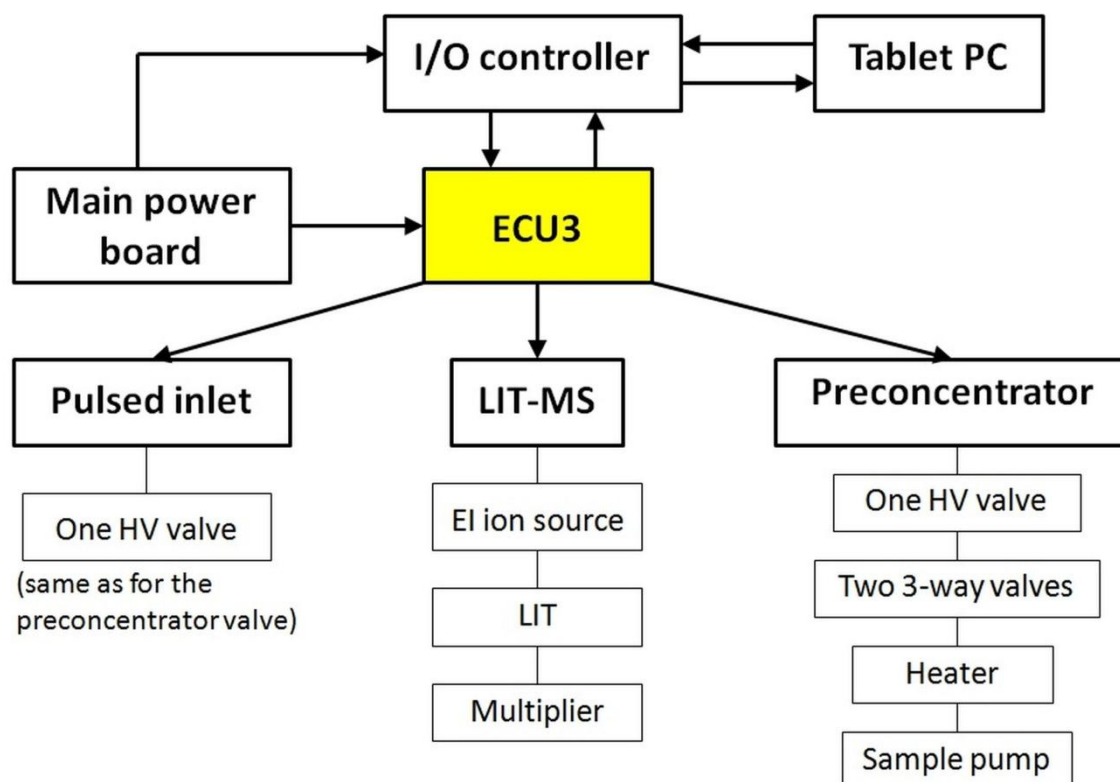 I/O controller
Tablet PC
Main power
board
ECU3
Pulsed inlet
LIT-MS
Preconcentrator
One HV valve
(same as for the
preconcentrator valve)
EI ion source
LIT
Multiplier
One HV valve
Two 3-way valves
Heater
Sample pump